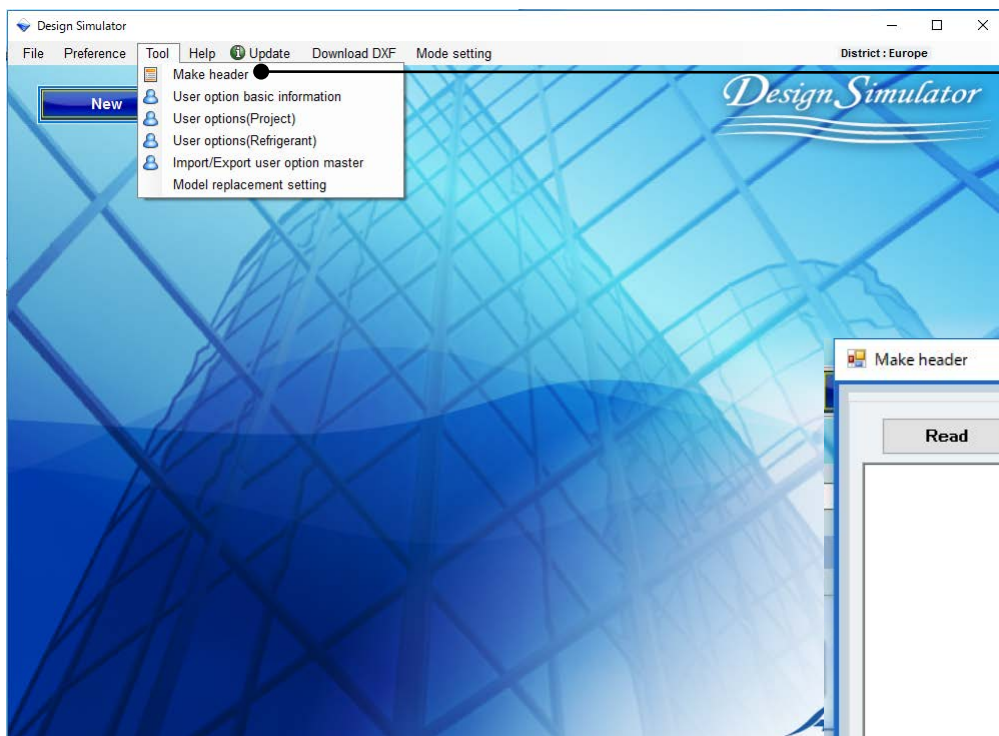 Design Simulator
File Preference Tool Help Update Download DXF Mode setting District : Europe
Make header
New
User option basic information
User options(Project)
User options(Refrigerant)
Import/Export user option master
Model replacement setting
Design Simulator
Make header
Read